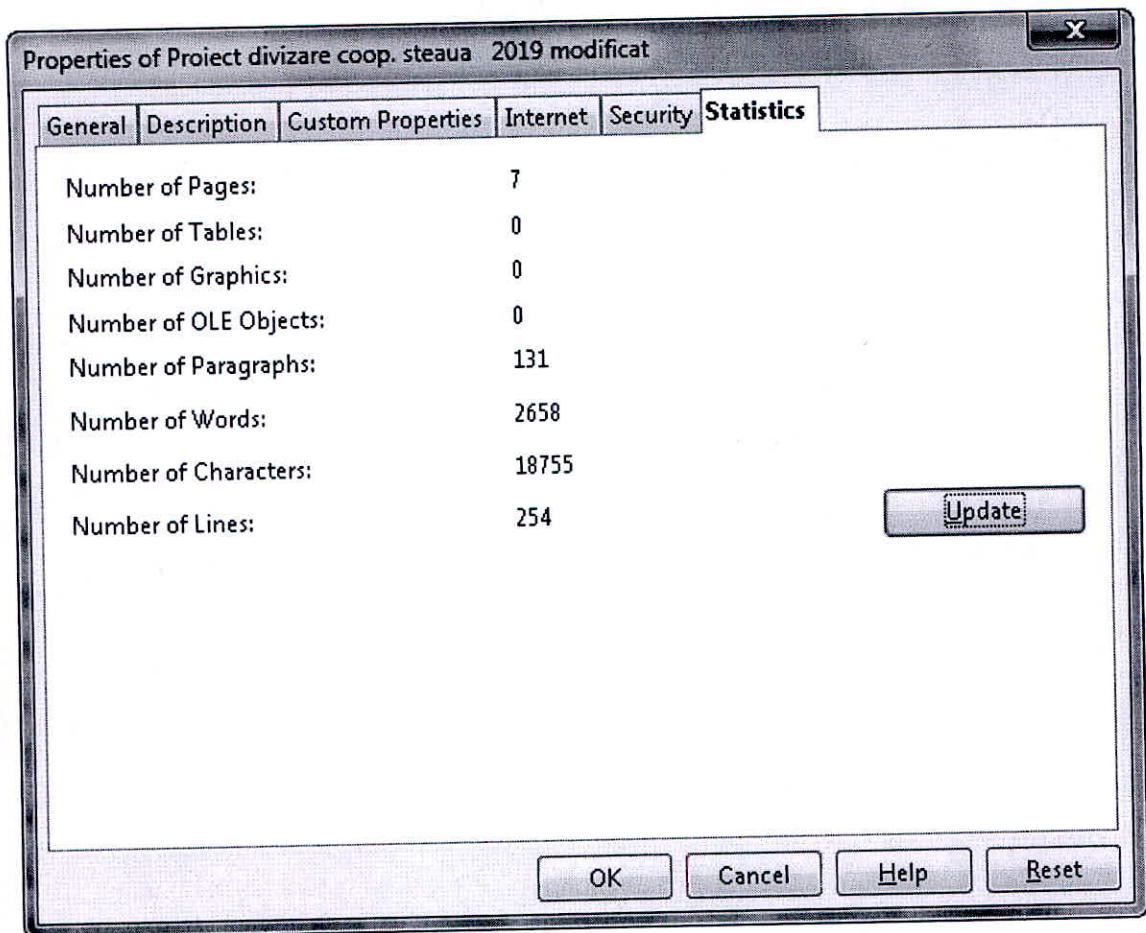 Properties of Proiect divizare coop. steaua 2019 modificat
X
General Description Custom Properties Internet Security Statistics
Number of Pages: 7
Number of Tables: 0
Number of Graphics: 0
Number of OLE Objects: 0
Number of Paragraphs: 131
Number of Words: 2658
Number of Characters: 18755
Number of Lines: 254
Update
OK Cancel Help Reset